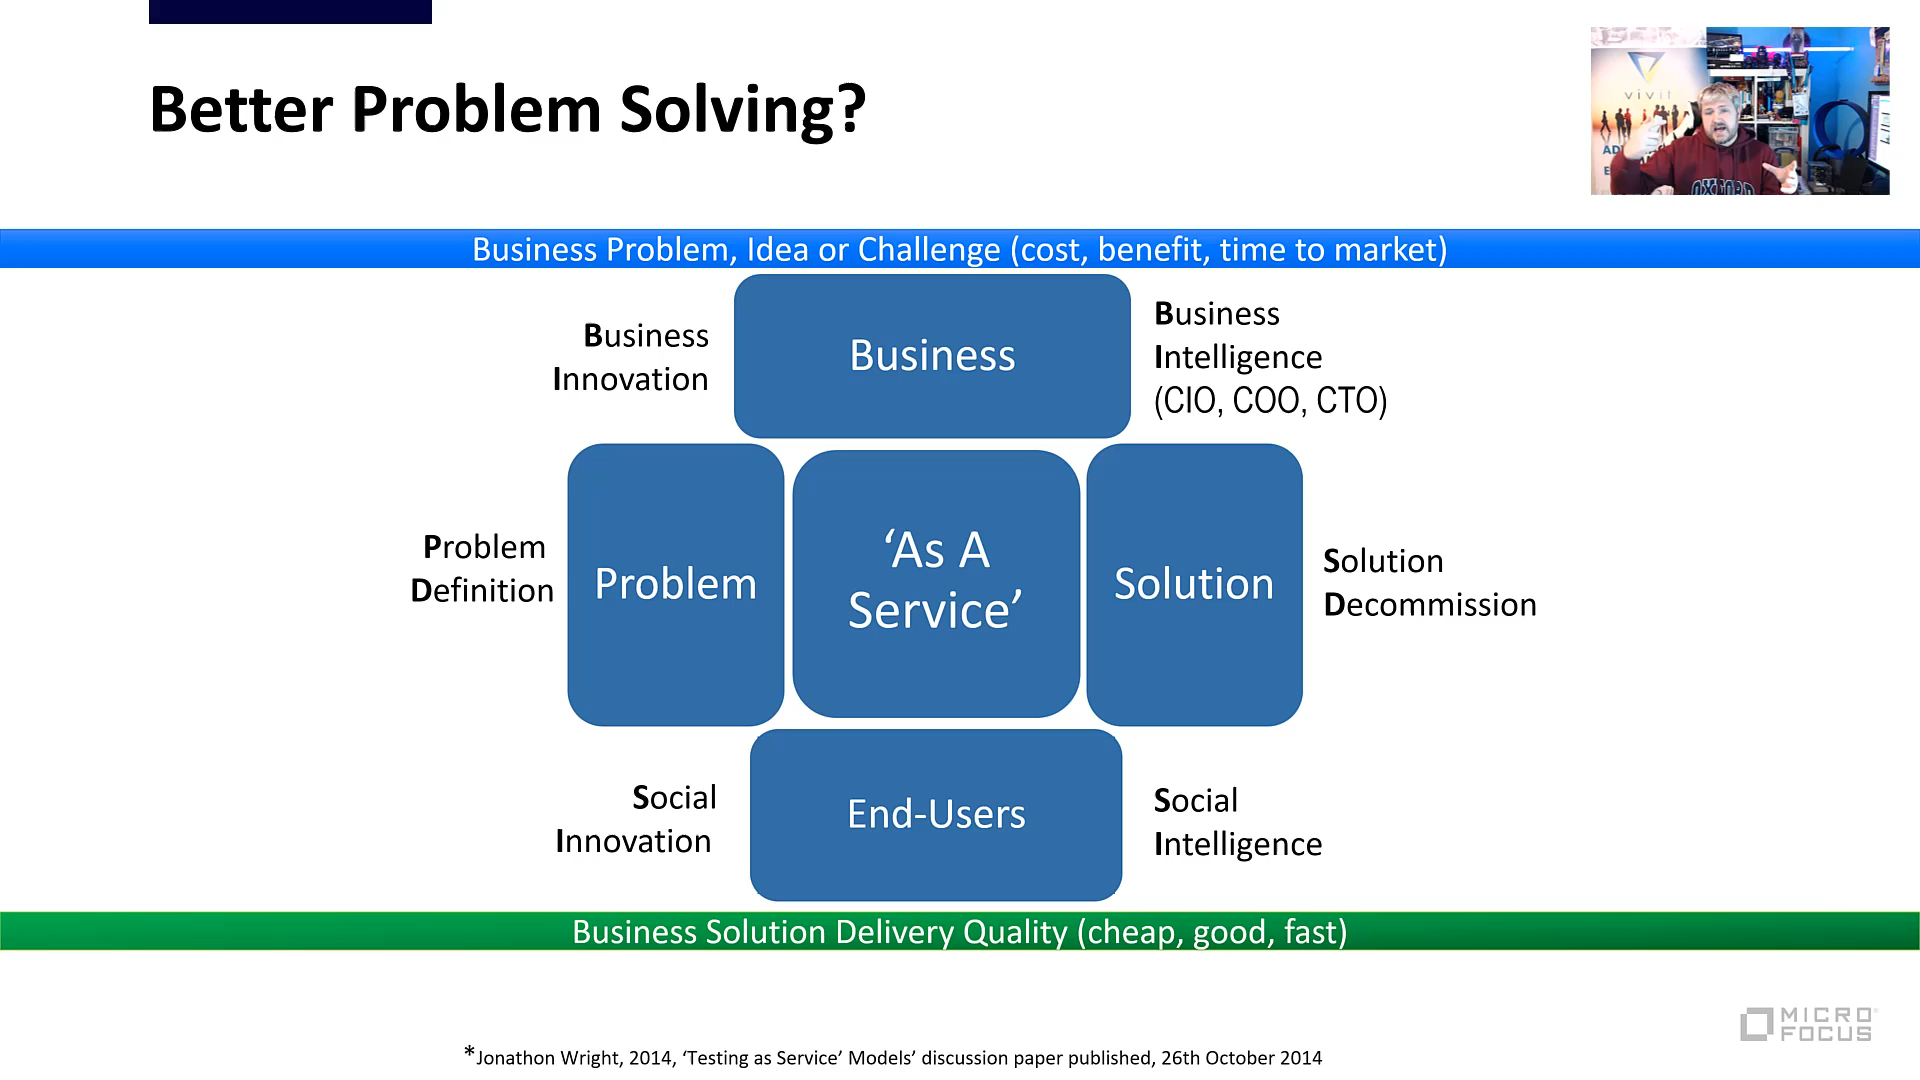 Better Problem Solving?
vivit
AD
E
OXFORD
Business Problem, Idea or Challenge (cost, benefit, time to market)
Business
Innovation
Business
Business
Intelligence
(CIO, COO, CTO)
Problem
Definition
Problem
‘As A
Service’
Solution
Solution
Decommission
Social
Innovation
End-Users
Social
Intelligence
Business Solution Delivery Quality (cheap, good, fast)
MICRO
FOCUS
*Jonathon Wright, 2014, ‘Testing as Service’ Models’ discussion paper published, 26th October 2014